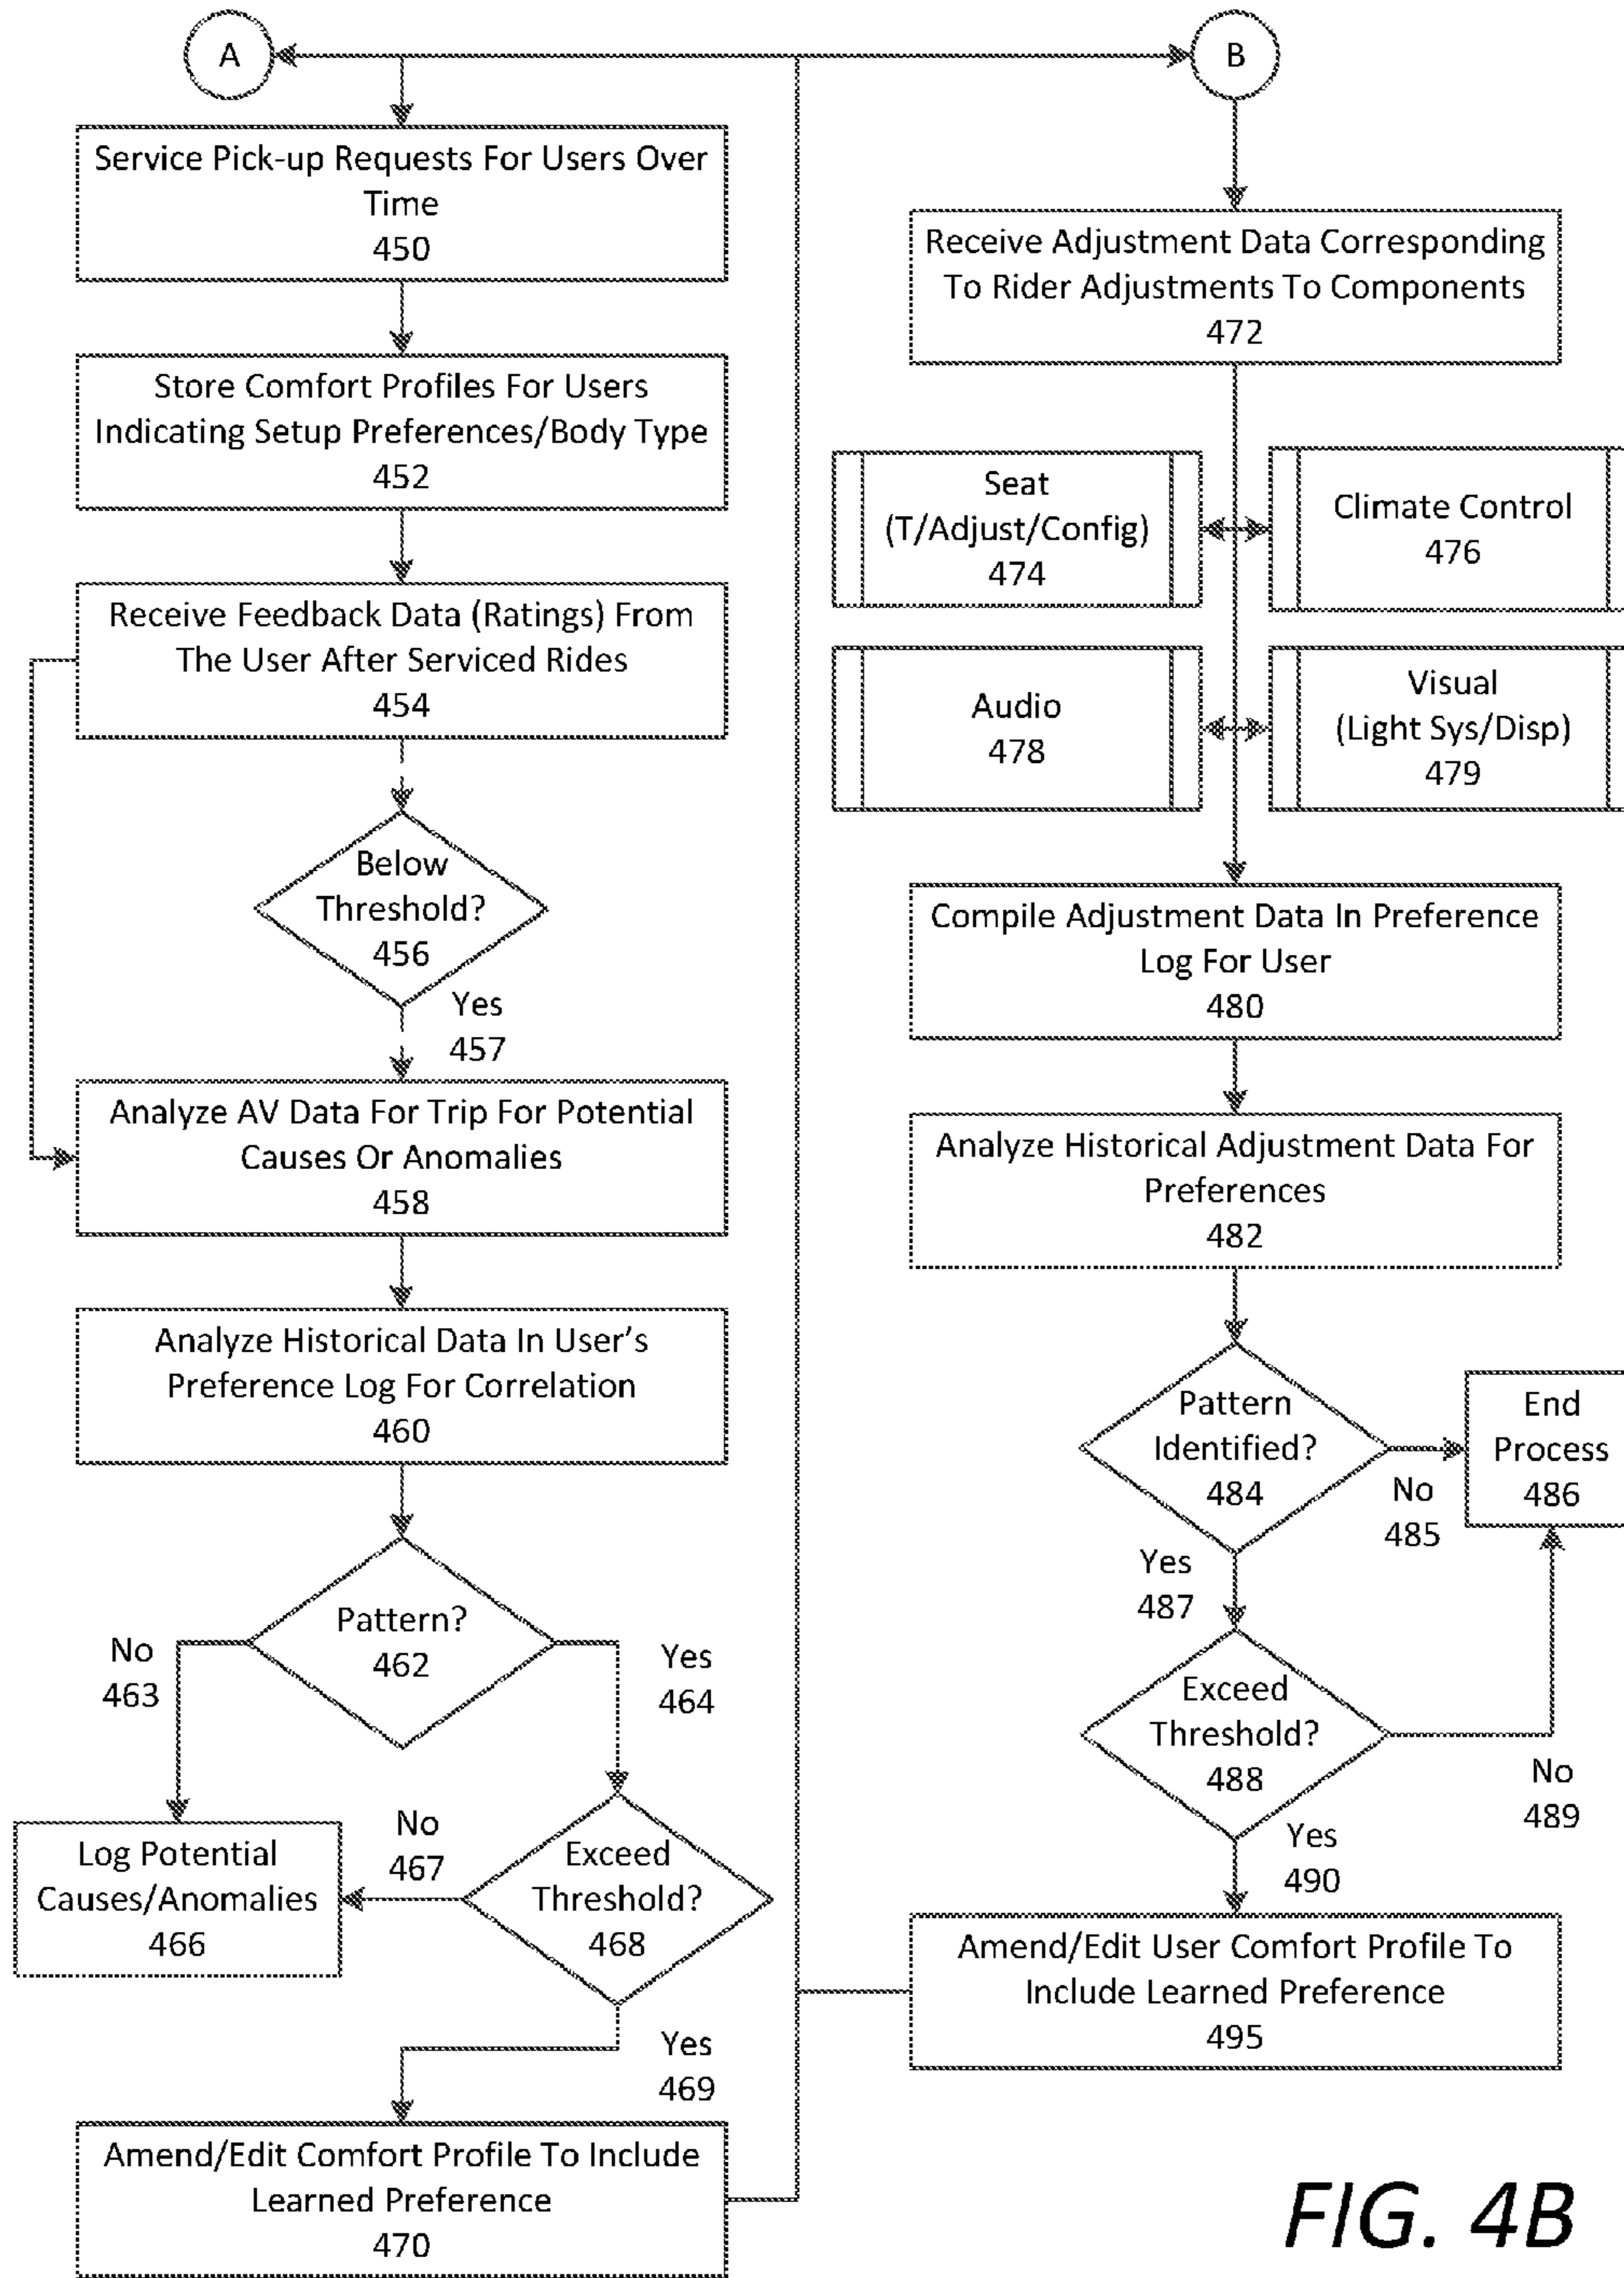 A
Service Pick-up Requests For Users Over
Time
450
Store Comfort Profiles For Users
Indicating Setup Preferences/Body Type
452
Receive Feedback Data (Ratings) From
The User After Serviced Rides
454
Below
Threshold?
456
Yes
457
Analyze AV Data For Trip For Potential
Causes Or Anomalies
458
Analyze Historical Data In User's
Preference Log For Correlation
460
Pattern?
462
No
463
Yes
464
Log Potential
Causes/Anomalies
466
No
467
Exceed
Threshold?
468
Yes
469
Amend/Edit Comfort Profile To Include
Learned Preference
470
B
Receive Adjustment Data Corresponding
To Rider Adjustments To Components
472
Seat
(T/Adjust/Config)
474
Climate Control
476
Audio
478
Visual
(Light Sys/Disp)
479
Compile Adjustment Data In Preference
Log For User
480
Analyze Historical Adjustment Data For
Preferences
482
Pattern
Identified?
484
No
485
End
Process
486
Yes
487
Exceed
Threshold?
488
No
489
Yes
490
Amend/Edit User Comfort Profile To
Include Learned Preference
495
FIG. 4B